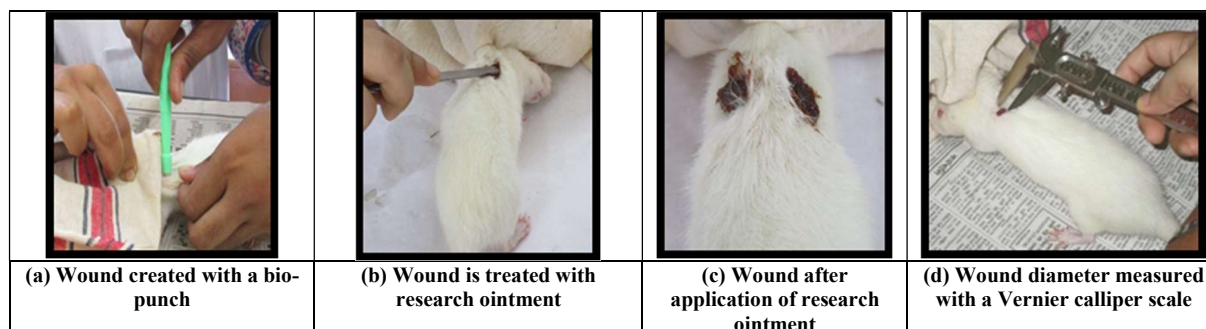 (a) Wound created with a bio-
punch
(b) Wound is treated with
research ointment
(c) Wound after
application of research
ointment
(d) Wound diameter measured
with a Vernier calliper scale